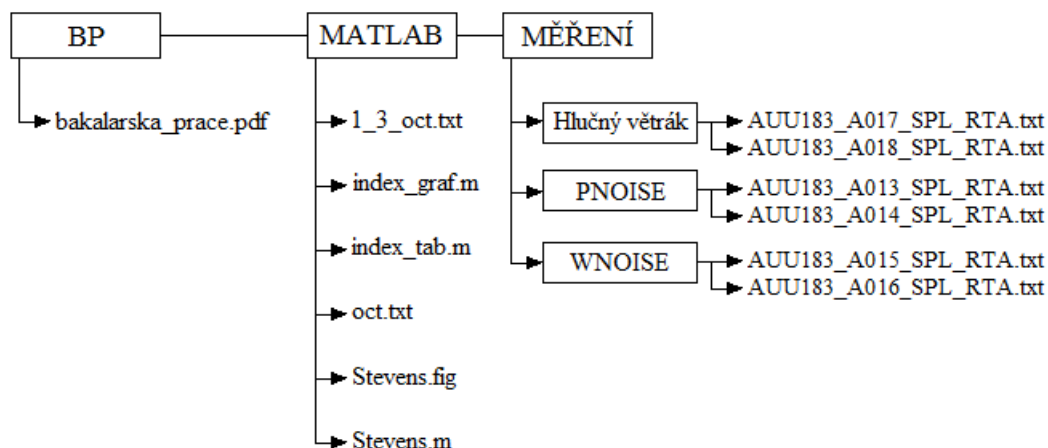 BP
MATLAB
MĚŘENÍ
bakalarska_prace.pdf
1_3_oct.txt
index_graf.m
index_tab.m
oct.txt
Stevens.fig
Stevens.m
Hlučný větrák
AUU183_A017_SPL_RTA.txt
AUU183_A018_SPL_RTA.txt
PNOISE
AUU183_A013_SPL_RTA.txt
AUU183_A014_SPL_RTA.txt
WNOISE
AUU183_A015_SPL_RTA.txt
AUU183_A016_SPL_RTA.txt